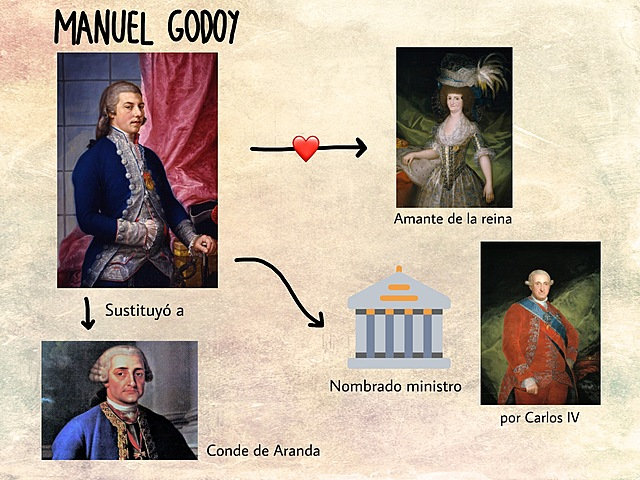 MANUEL GODOY
Amante de la reina
Sustituyó a
Nombrado ministro
por Carlos IV
Conde de Aranda